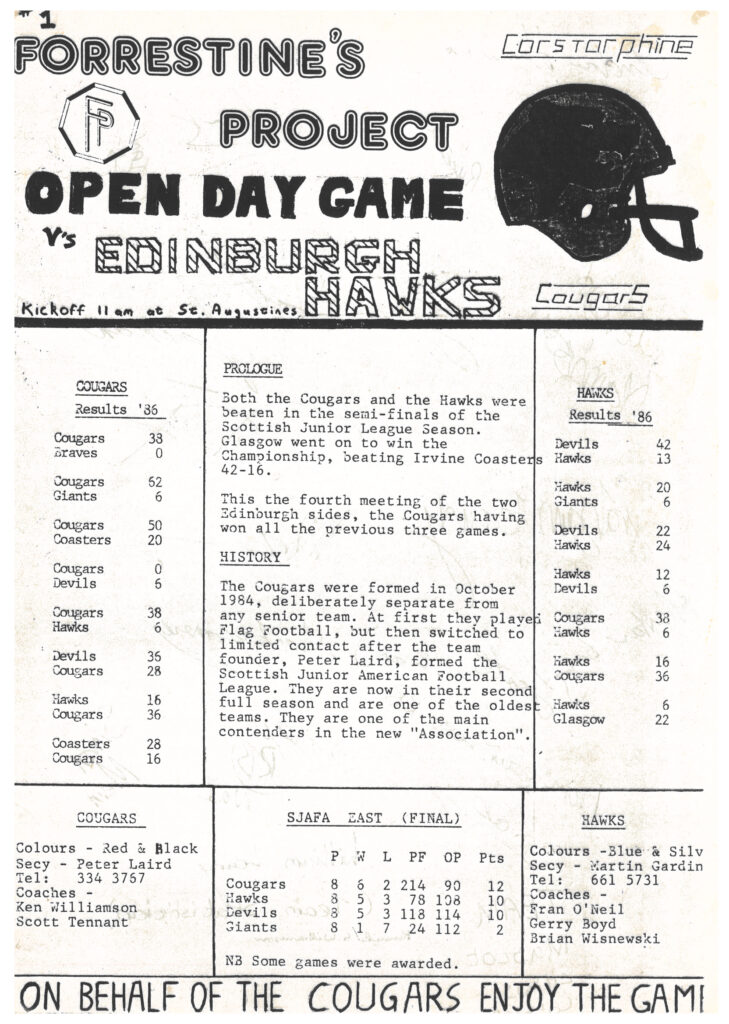 #1
FORRESTINE'S
Corstorphine
FP
PROJECT
OPEN DAY GAME
V's EDINBURGH
HAWKS
Kickoff 11am at St. Augustines
Cougars
COUGARS
Results '86
Cougars 38
Braves 0
Cougars 62
Giants 6
Cougars 50
Coasters 20
Cougars 0
Devils 6
Cougars 38
Hawks 6
Devils 36
Cougars 28
Hawks 16
Cougars 36
Coasters 28
Cougars 16
PROLOGUE
Both the Cougars and the Hawks were
beaten in the semi-finals of the
Scottish Junior League Season.
Glasgow went on to win the
Championship, beating Irvine Coasters
42-16.
This the fourth meeting of the two
Edinburgh sides, the Cougars having
won all the previous three games.
HISTORY
The Cougars were formed in October
1984, deliberately separate from
any senior team. At first they played
Flag Football, but then switched to
limited contact after the team
founder, Peter Laird, formed the
Scottish Junior American Football
League. They are now in their second
full season and are one of the oldest
teams. They are one of the main
contenders in the new "Association".
HAWKS
Results '86
Devils 42
Hawks 13
Hawks 20
Giants 6
Devils 22
Hawks 24
Hawks 12
Devils 6
Cougars 38
Hawks 6
Hawks 16
Cougars 36
Hawks 6
Glasgow 22
COUGARS
Colours - Red & Black
Secy - Peter Laird
Tel: 334 3767
Coaches -
Ken Williamson
Scott Tennant
SJAFA EAST (FINAL)
P W L PF OP Pts
Cougars 8 6 2 214 90 12
Hawks 8 5 3 78 108 10
Devils 8 5 3 118 114 10
Giants 8 1 7 24 112 2
NB Some games were awarded.
HAWKS
Colours -Blue & Silv
Secy - Martin Gardin
Tel: 661 5731
Coaches -
Fran O'Neil
Gerry Boyd
Brian Wisnewski
ON BEHALF OF THE COUGARS ENJOY THE GAM